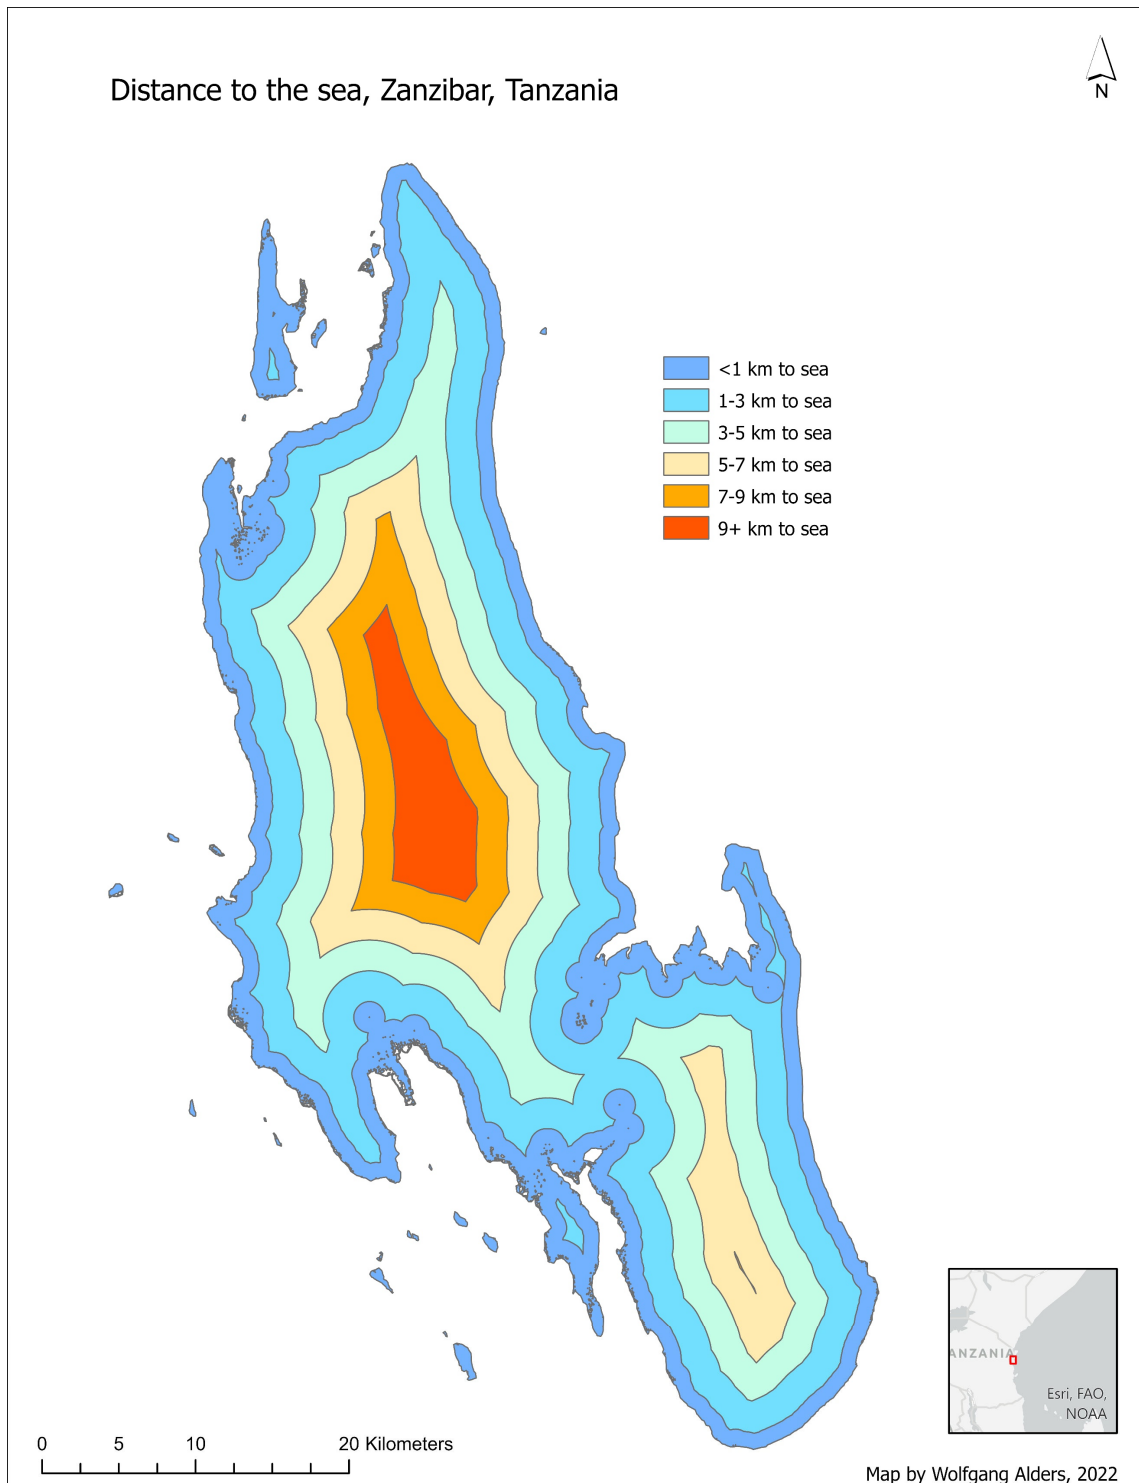 N
Distance to the sea, Zanzibar, Tanzania
<1 km to sea
1-3 km to sea
3-5 km to sea
5-7 km to sea
7-9 km to sea
9+ km to sea
ANZANIA
Esri, FAO,
NOAA
0 5 10 20 Kilometers
Map by Wolfgang Alders, 2022